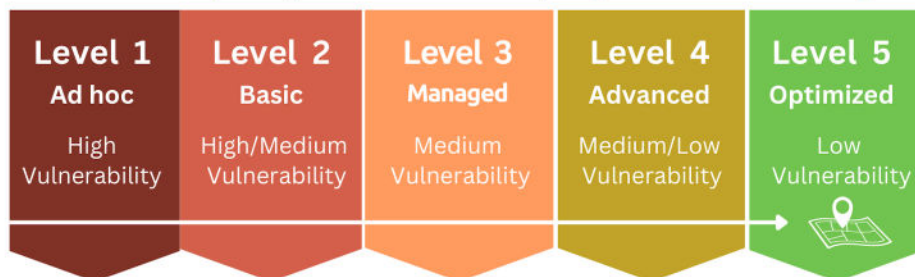 Level 1
Ad hoc
High
Vulnerability
Level 2
Basic
High/Medium
Vulnerability
Level 3
Managed
Medium
Vulnerability
Level 4
Advanced
Medium/Low
Vulnerability
Level 5
Optimized
Low
Vulnerability